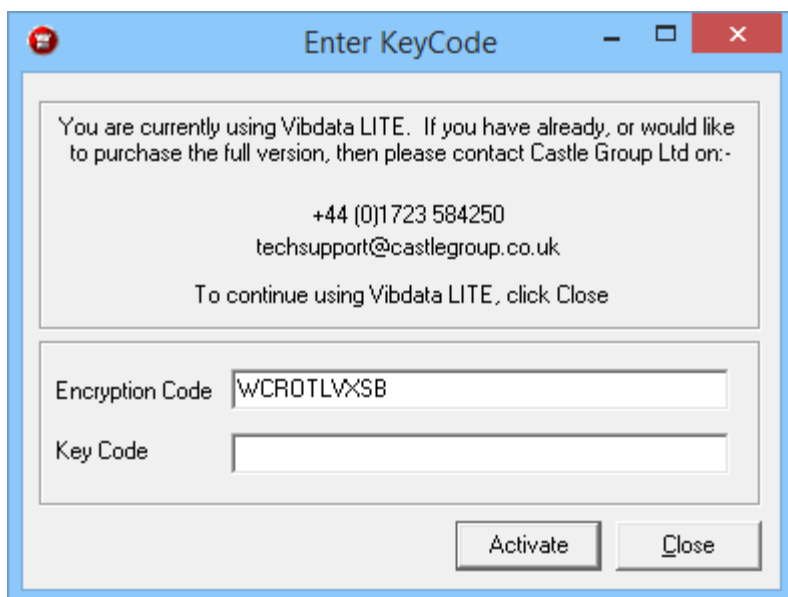 Enter KeyCode
You are currently using Vibdata LITE. If you have already, or would like
to purchase the full version, then please contact Castle Group Ltd on:-
+44 (0)1723 584250
techsupport@castlegroup.co.uk
To continue using Vibdata LITE, click Close
Encryption Code WCROTLVXSB
Key Code
Activate Close